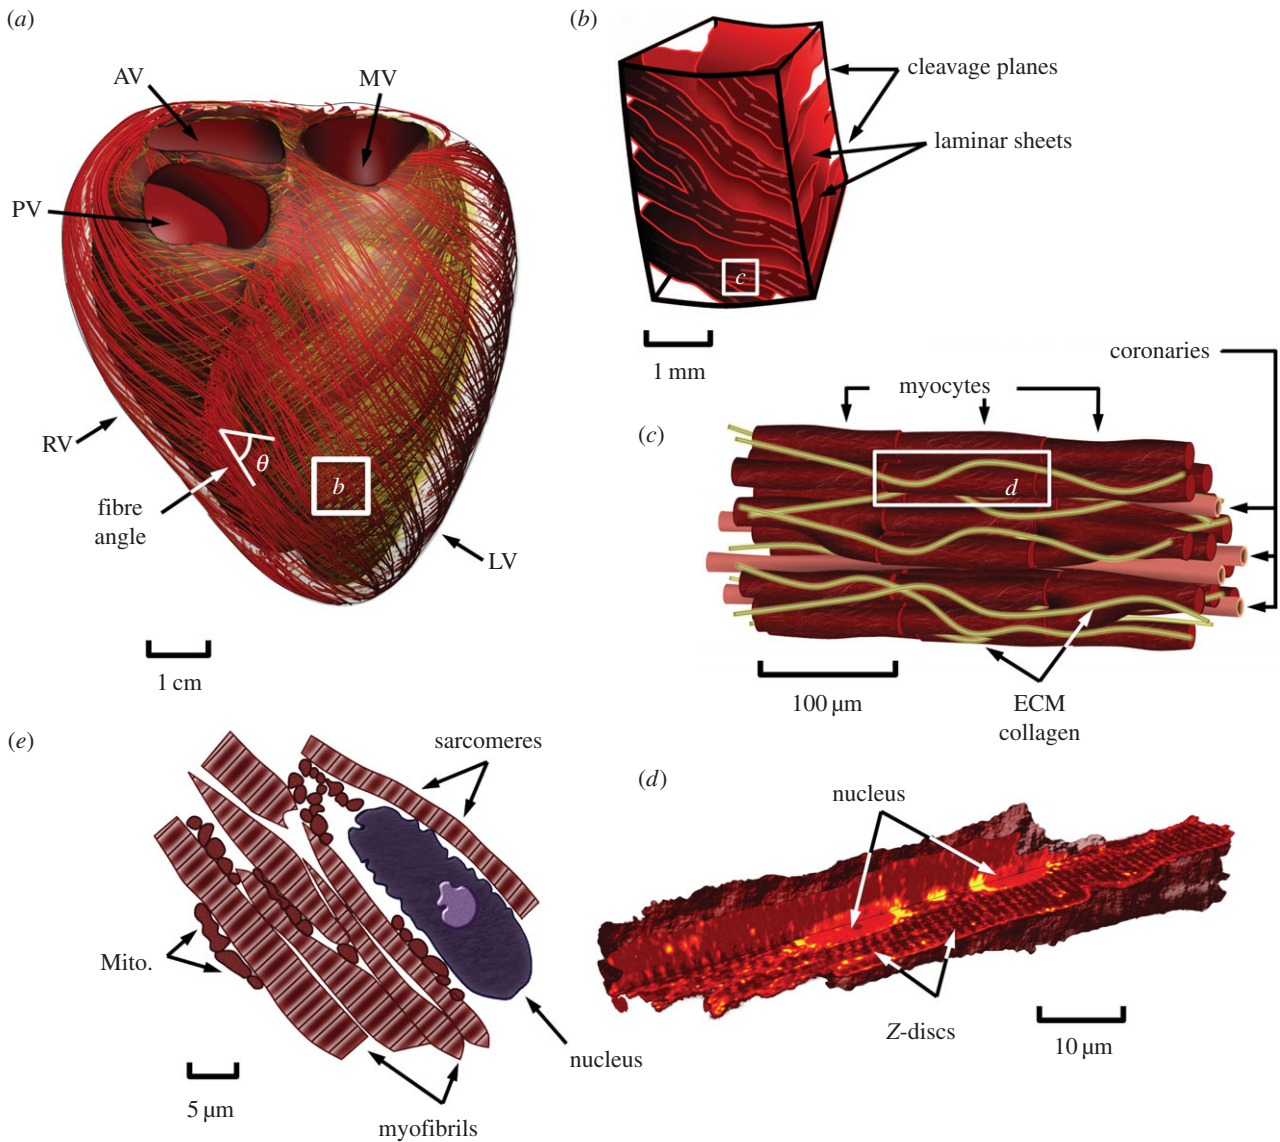 (a)
AV
MV
PV
RV
θ
fibre
angle
b
LV
1 cm
(b)
cleavage planes
laminar sheets
c
1 mm
coronaries
myocytes
(c)
d
100 µm
ECM
collagen
(e)
sarcomeres
Mito.
nucleus
5 µm
myofibrils
(d)
nucleus
Z-discs
10 µm